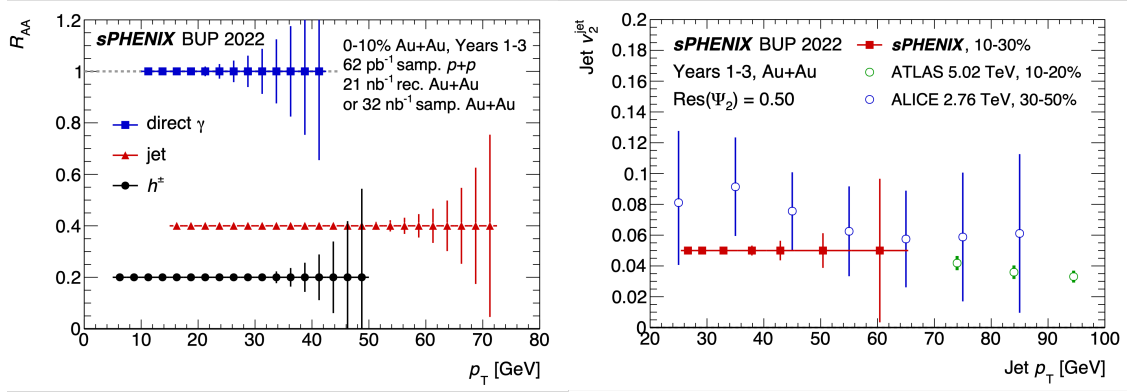 R_AA
1.2
1
0.8
0.6
0.4
0.2
0
sPHENIX BUP 2022
0-10% Au+Au, Years 1-3
62 pb⁻¹ samp. p+p
21 nb⁻¹ rec. Au+Au
or 32 nb⁻¹ samp. Au+Au
direct γ
jet
h±
0 10 20 30 40 50 60 70 80
p_T [GeV]
Jet v_2^jet
0.2
0.18
0.16
0.14
0.12
0.1
0.08
0.06
0.04
0.02
0
sPHENIX BUP 2022
Years 1-3, Au+Au
Res(Ψ₂) = 0.50
sPHENIX, 10-30%
ATLAS 5.02 TeV, 10-20%
ALICE 2.76 TeV, 30-50%
20 30 40 50 60 70 80 90 100
Jet p_T [GeV]